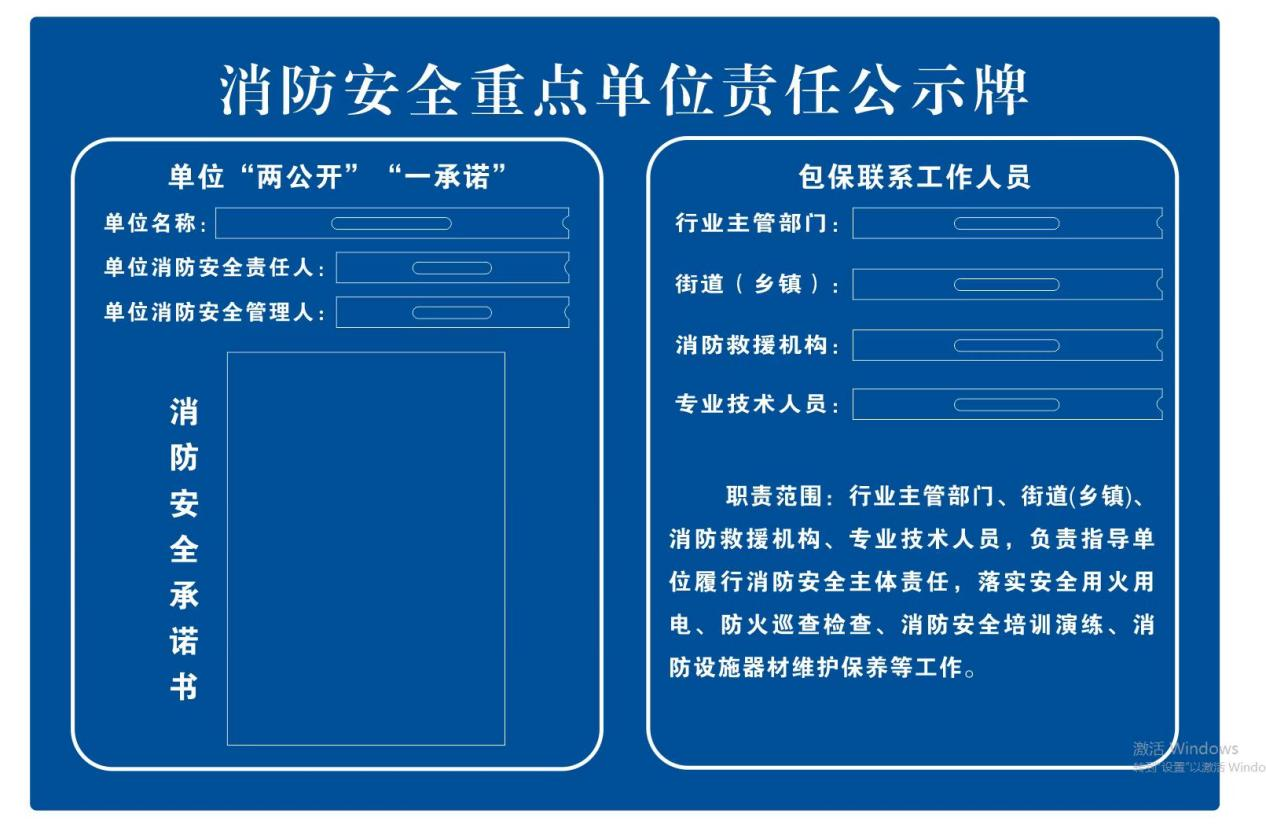 消防安全重点单位责任公示牌
单位“两公开” “一承诺”
单位名称：
单位消防安全责任人：
单位消防安全管理人：
消防安全承诺书
包保联系工作人员
行业主管部门：
街道（乡镇）：
消防救援机构：
专业技术人员：
职责范围：行业主管部门、街道(乡镇)、
消防救援机构、专业技术人员，负责指导单
位履行消防安全主体责任，落实安全用火用
电、防火巡查检查、消防安全培训演练、消
防设施器材维护保养等工作。
激活 Windows
转到“设置”以激活 Windo